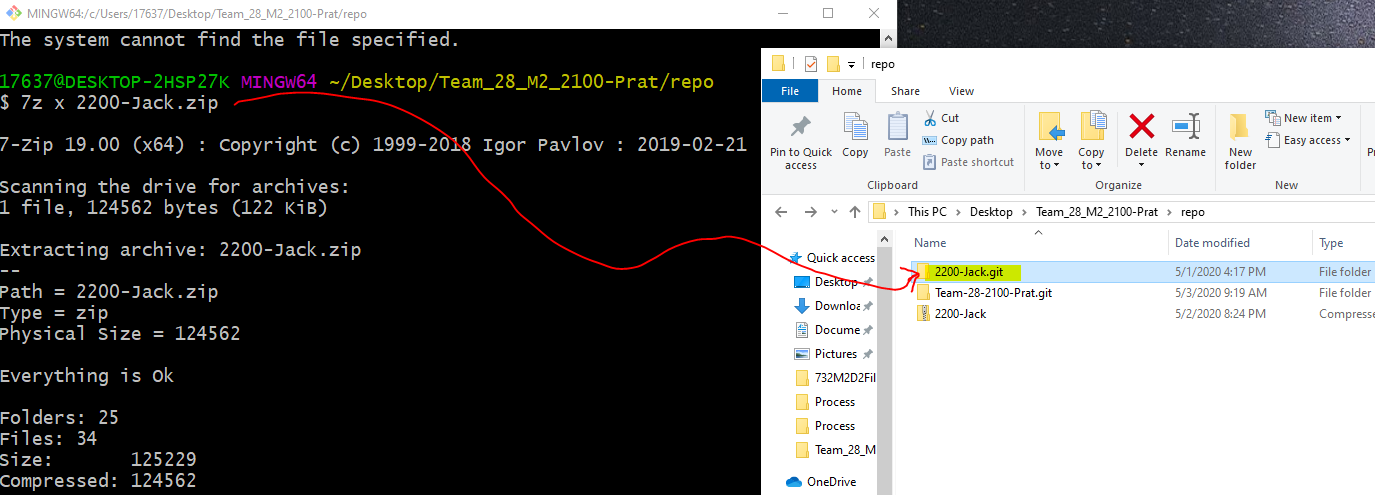 MINGW64:/c/Users/17637/Desktop/Team_28_M2_2100-Prat/repo
The system cannot find the file specified.
17637@DESKTOP-2HSP27K MINGW64 ~/Desktop/Team_28_M2_2100-Prat/repo
$ 7z x 2200-Jack.zip
7-Zip 19.00 (x64) : Copyright (c) 1999-2018 Igor Pavlov : 2019-02-21
Scanning the drive for archives:
1 file, 124562 bytes (122 KiB)
Extracting archive: 2200-Jack.zip
--
Path = 2200-Jack.zip
Type = zip
Physical Size = 124562
Everything is Ok
Folders: 25
Files: 34
Size: 125229
Compressed: 124562
repo
File Home Share View
Pin to Quick access
Copy
Paste
Cut
Copy path
Paste shortcut
Clipboard
Move to
Copy to
Delete
Rename
Organize
New folder
New item
Easy access
New
This PC > Desktop > Team_28_M2_2100-Prat > repo
Name Date modified Type
2200-Jack.git 5/1/2020 4:17 PM File folder
Team-28-2100-Prat.git 5/3/2020 9:19 AM File folder
2200-Jack 5/2/2020 8:24 PM Compresse
Quick access
Desktop
Downloa
Docume
Pictures
732M2D2Fil
Process
Process
Team_28_M
OneDrive